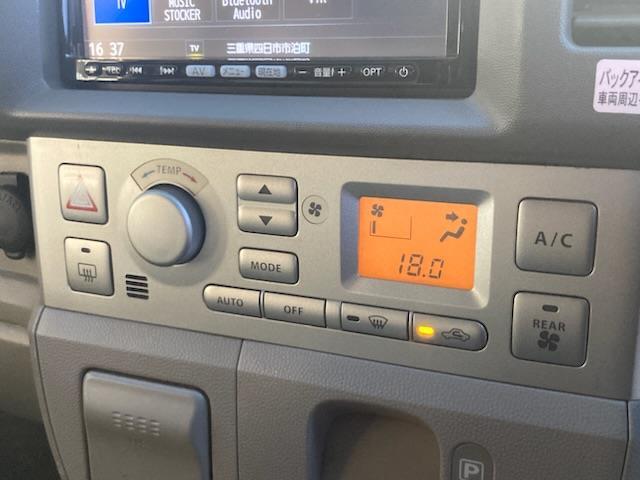 TV
MUSIC
STOCKER
Bluetooth
Audio
16 37
TV
三重県四日市市泊町
AV
メニュー
現在地
− 音量 +
OPT
バックア
車両周辺
TEMP
MODE
AUTO
OFF
18.0
A/C
REAR
P